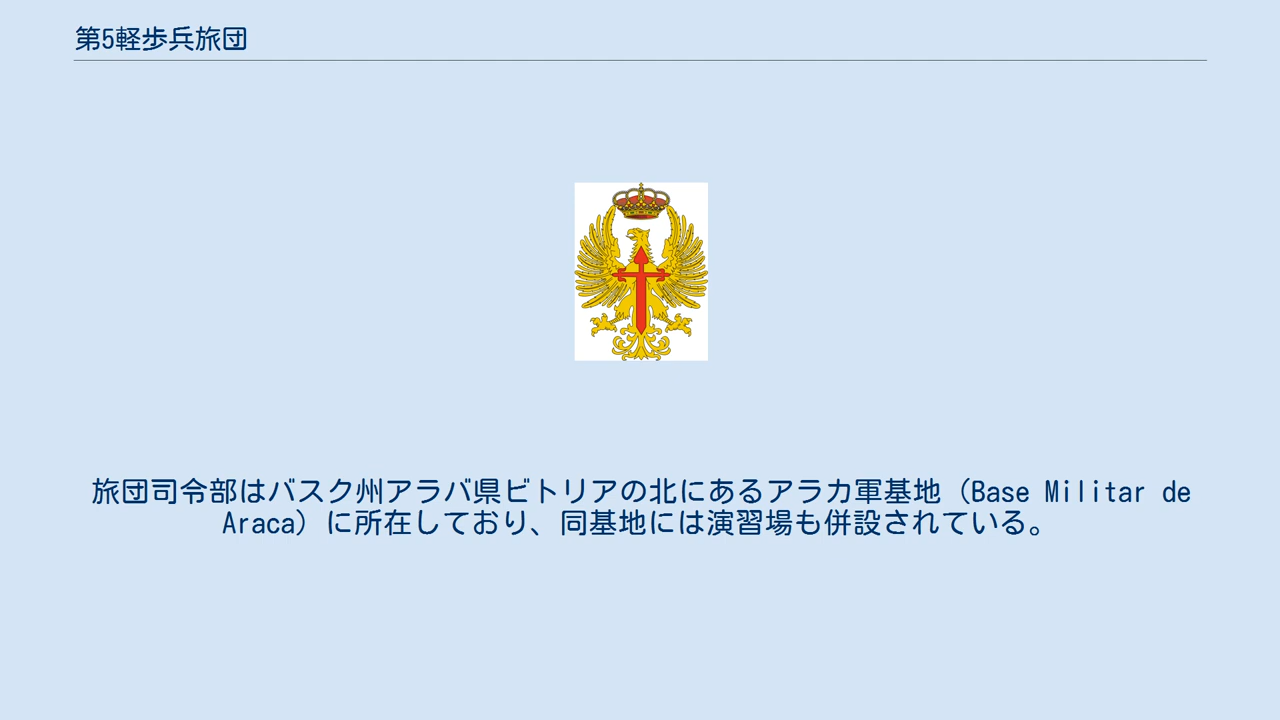 第5軽歩兵旅団
旅団司令部はバスク州アラバ県ビトリアの北にあるアラカ軍基地（Base Militar de
Araca）に所在しており、同基地には演習場も併設されている。